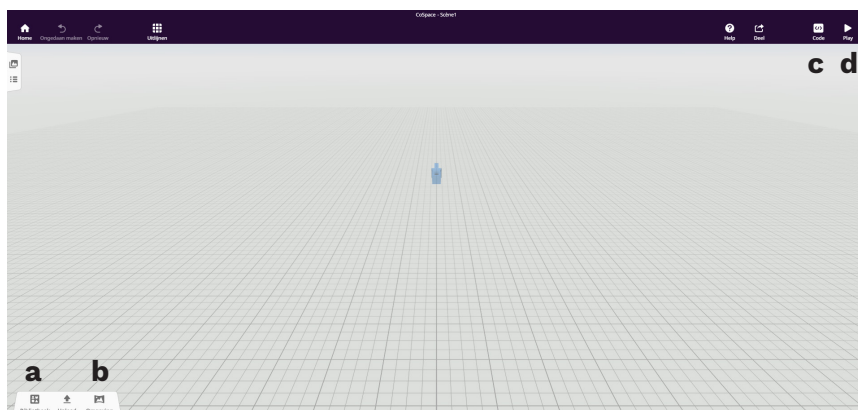 CoSpace - Scène1
Home Ongedaan maken Opnieuw Uitlijnen Help Deel Code Play
c d
a b